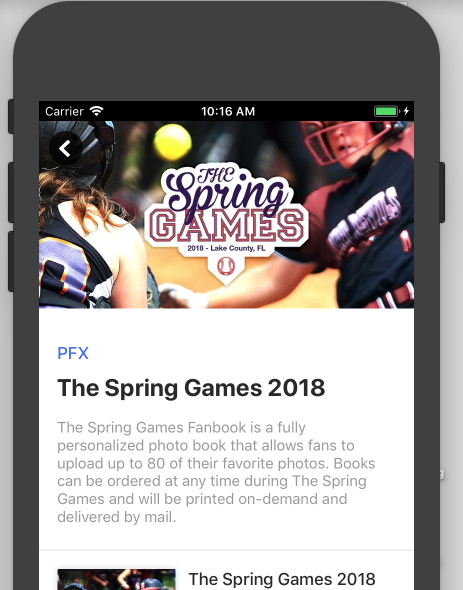 Carrier 10:16 AM
THE
Spring
GAMES
2018 - Lake County, FL
PFX
The Spring Games 2018
The Spring Games Fanbook is a fully
personalized photo book that allows fans to
upload up to 80 of their favorite photos. Books
can be ordered at any time during The Spring
Games and will be printed on-demand and
delivered by mail.
The Spring Games 2018